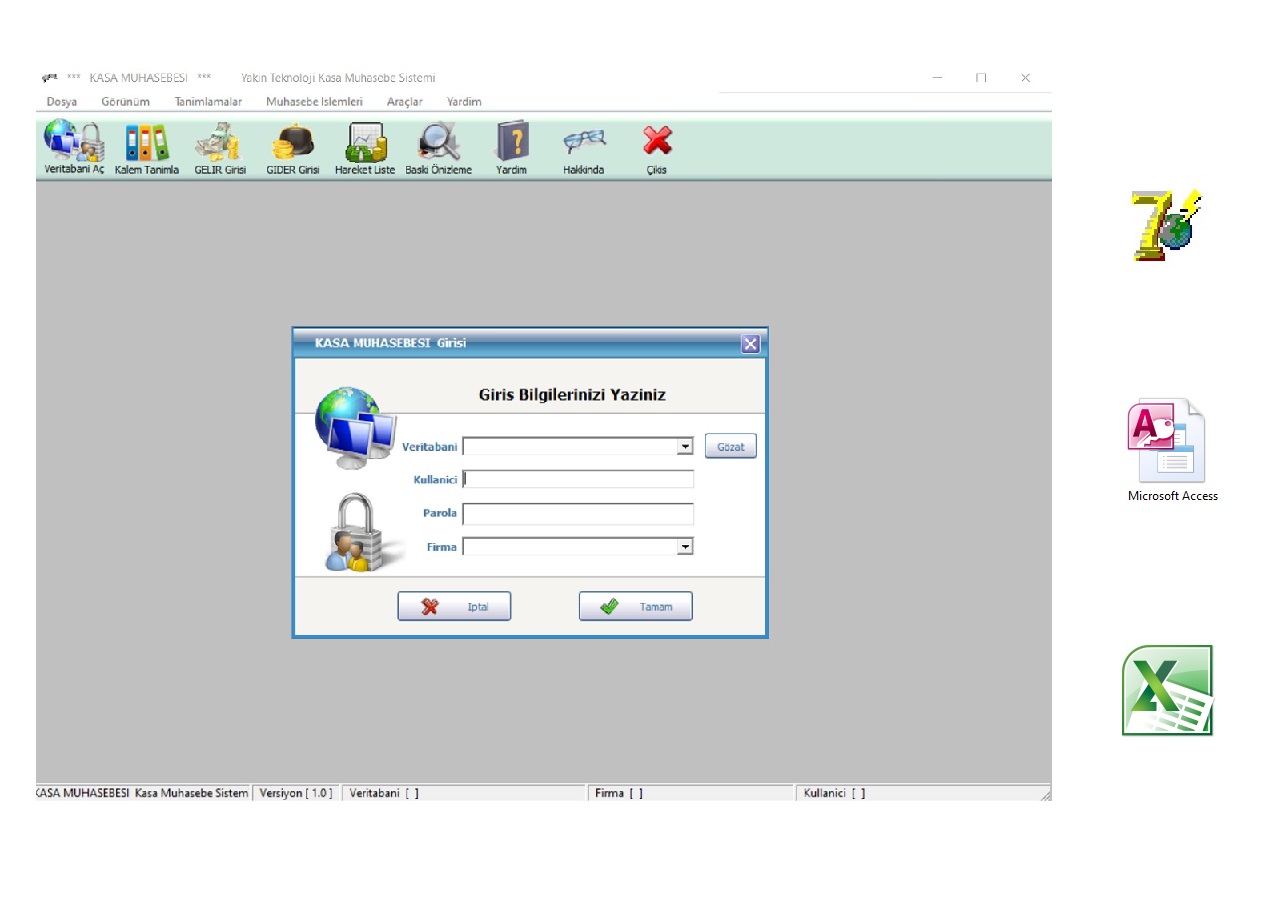 *** KASA MUHASEBESI *** Yakin Teknoloji Kasa Muhasebe Sistemi
Dosya Görünüm Tanimlamalar Muhasebe Islemleri Araçlar Yardim
Veritabani Aç Kalem Tanimla GELIR Girisi GIDER Girisi Hareket Liste Baski Önizleme Yardim Hakkinda Çikis
KASA MUHASEBESI Girisi
Giris Bilgilerinizi Yaziniz
Veritabani Gözat
Kullanici
Parola
Firma
Iptal Tamam
KASA MUHASEBESI Kasa Muhasebe Sistem Versiyon [ 1.0 ] Veritabani [ ] Firma [ ] Kullanici [ ]
7
A
Microsoft Access
X